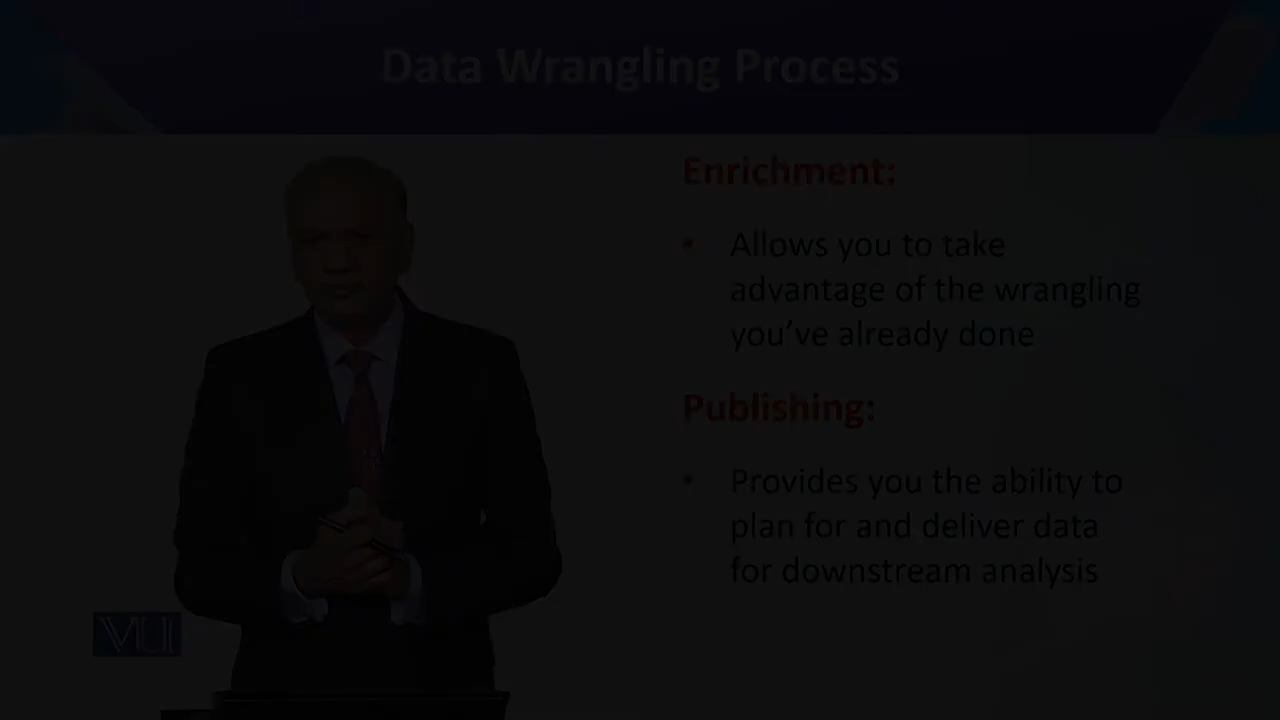 Data Wrangling Process
Enrichment:
• Allows you to take
advantage of the wrangling
you've already done
Publishing:
• Provides you the ability to
plan for and deliver data
for downstream analysis
VU